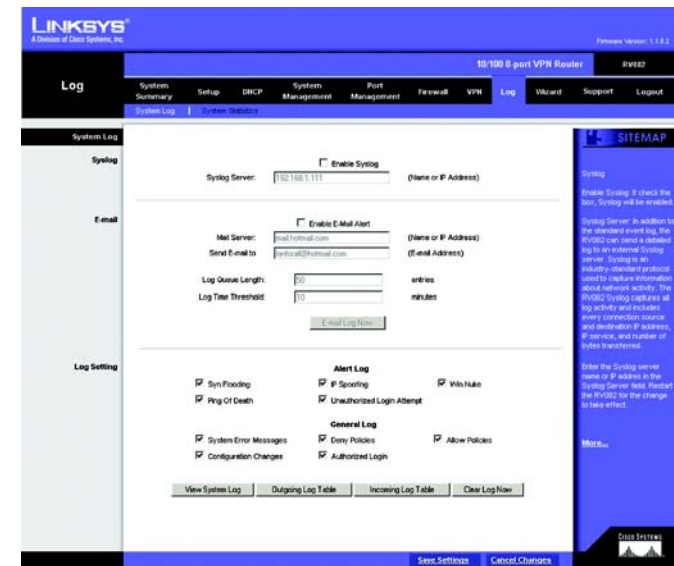 LINKSYS®
A Division of Cisco Systems, Inc.
Firmware Version: 1.1.8.2
10/100 8-port VPN Router
RV082
Log
System Summary
Setup
DHCP
System Management
Port Management
Firewall
VPN
Log
Wizard
Support
Logout
System Log | System Statistics
System Log
SITEMAP
Syslog
Enable Syslog
Syslog Server: 192.168.1.111 (Name or IP Address)
E-mail
Enable E-Mail Alert
Mail Server: mail.hotmail.com (Name or IP Address)
Send E-mail to (E-mail Address)
Log Queue Length: 50 entries
Log Time Threshold: 10 minutes
E-mail Log Now
Log Setting
Alert Log
Syn Flooding
IP Spoofing
Win Nuke
Ping Of Death
Unauthorized Login Attempt
General Log
System Error Messages
Deny Policies
Allow Policies
Configuration Changes
Authorized Login
View System Log
Outgoing Log Table
Incoming Log Table
Clear Log Now
Syslog
Enable Syslog: If check the
box, Syslog will be enabled.
Syslog Server: In addition to
the standard event log, the
RV082 can send a detailed
log to an external Syslog
server. Syslog is an
industry-standard protocol
used to capture information
about network activity. The
RV082 Syslog captures all
log activity and includes
every connection source
and destination IP address,
IP service, and number of
bytes transferred.
Enter the Syslog server
name or IP addres in the
Syslog Server field. Restart
the RV082 for the change
to take effect.
More...
Save Settings
Cancel Changes
CISCO SYSTEMS